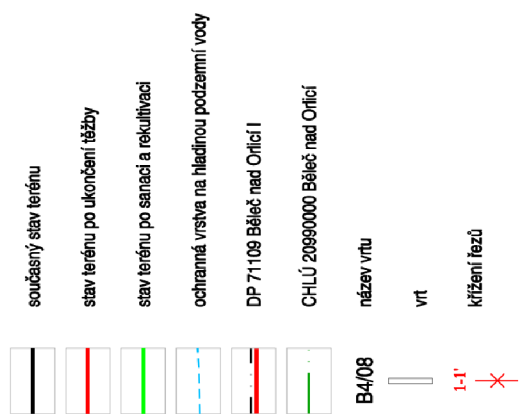 současný stav terénu
stav terénu po ukončení těžby
stav terénu po sanaci a rekultivaci
ochranná vrstva na hladinou podzemní vody
DP 71109 Běleč nad Orlicí I
CHLÚ 20990000 Běleč nad Orlicí
B4/08 název vrtu
vrt
1-1' křížení řezů